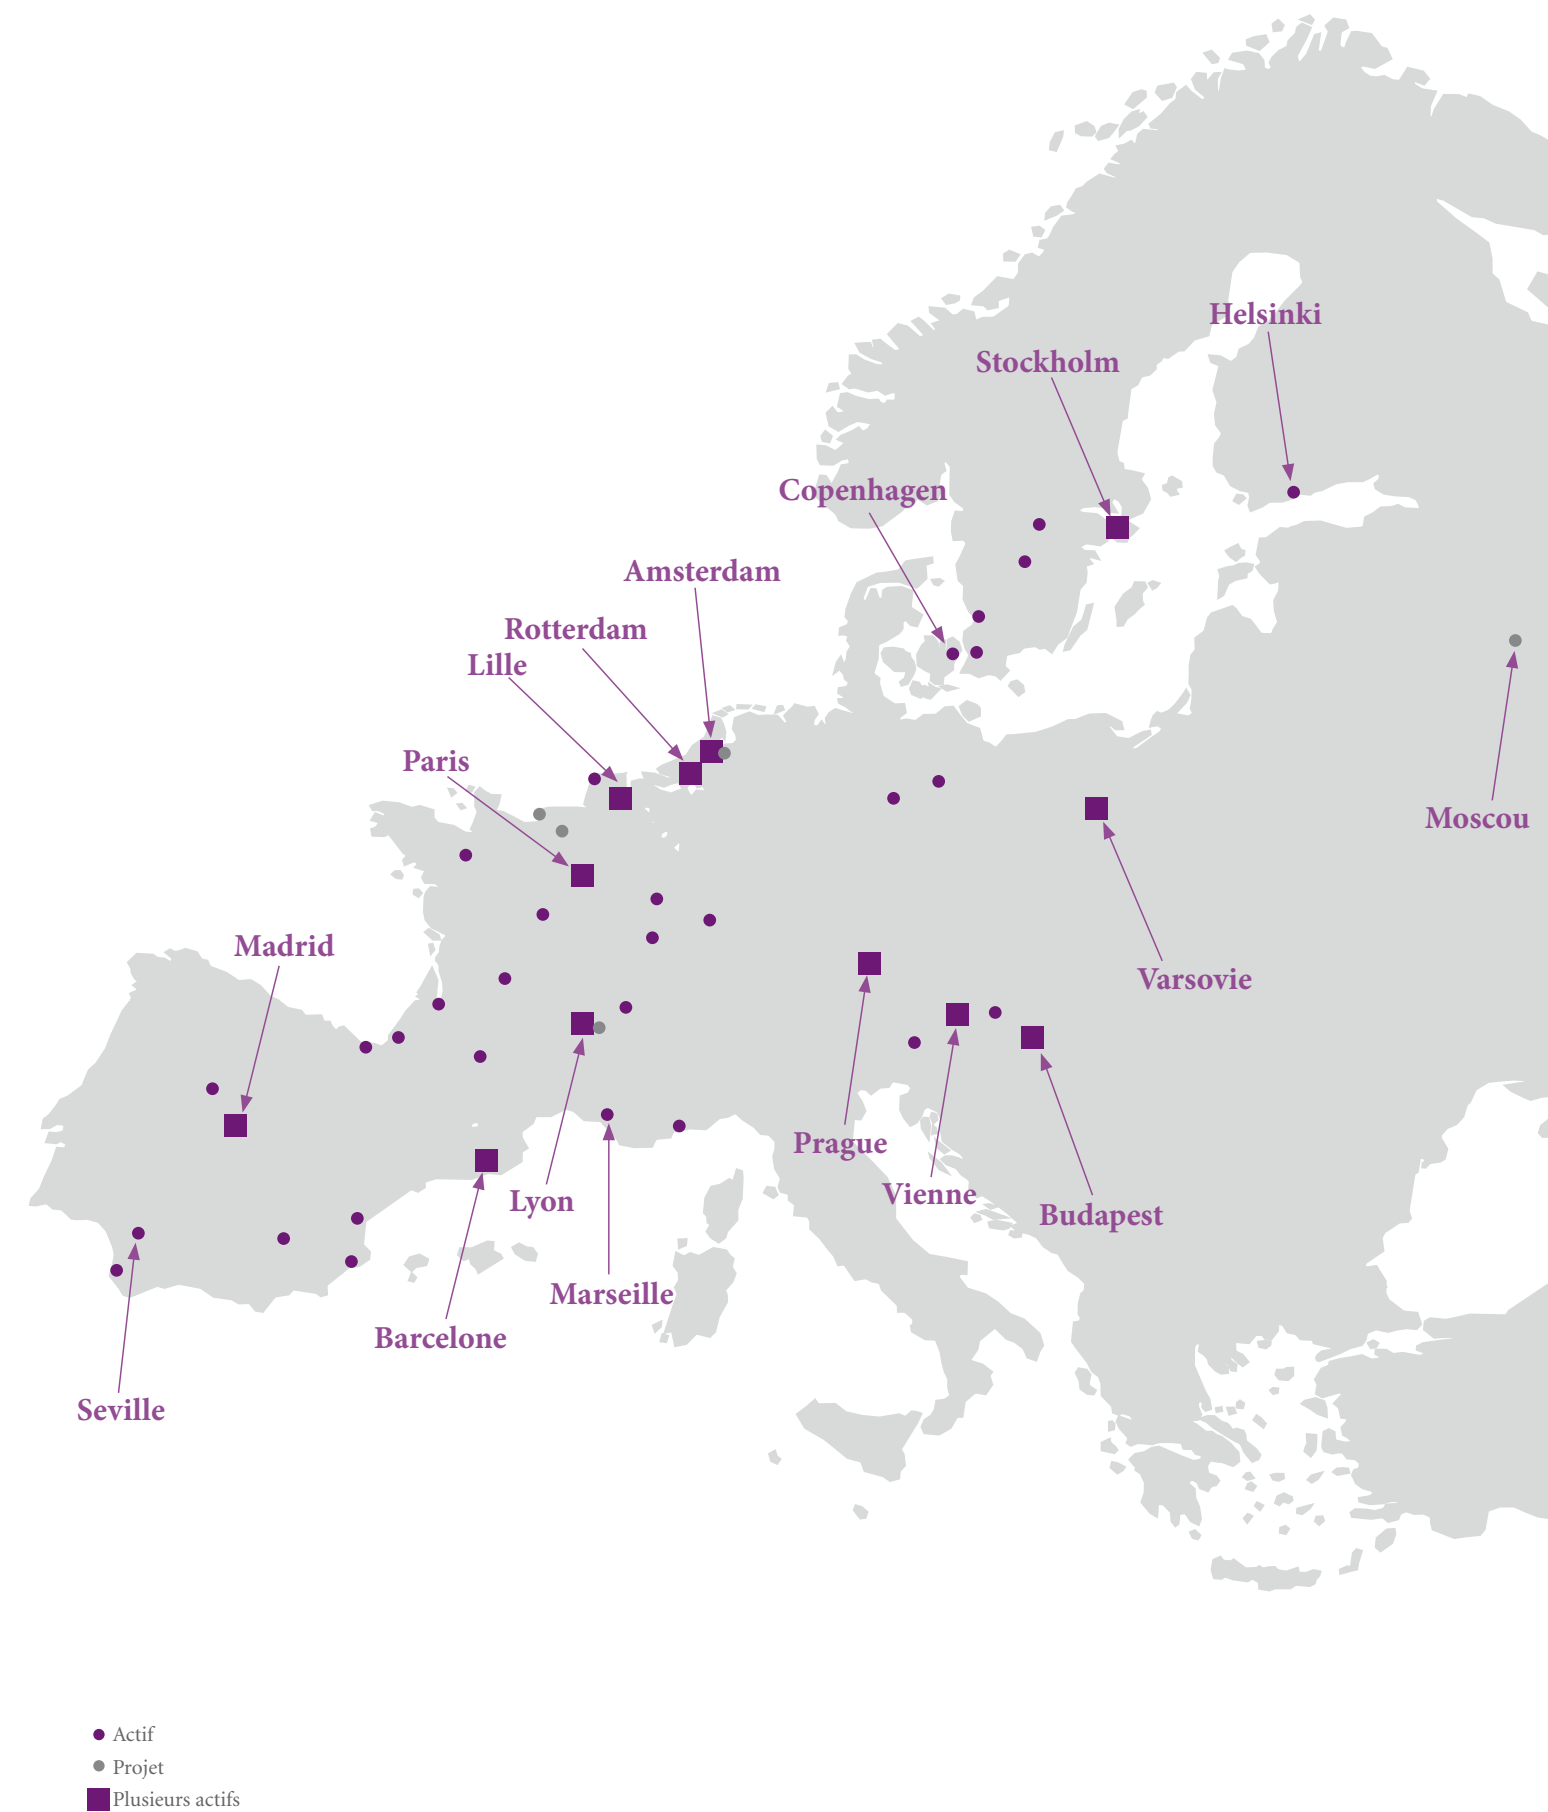 Helsinki
Stockholm
Copenhagen
Amsterdam
Rotterdam
Lille
Paris
Moscou
Madrid
Varsovie
Prague
Vienne
Lyon
Budapest
Marseille
Barcelone
Seville
Actif
Projet
Plusieurs actifs